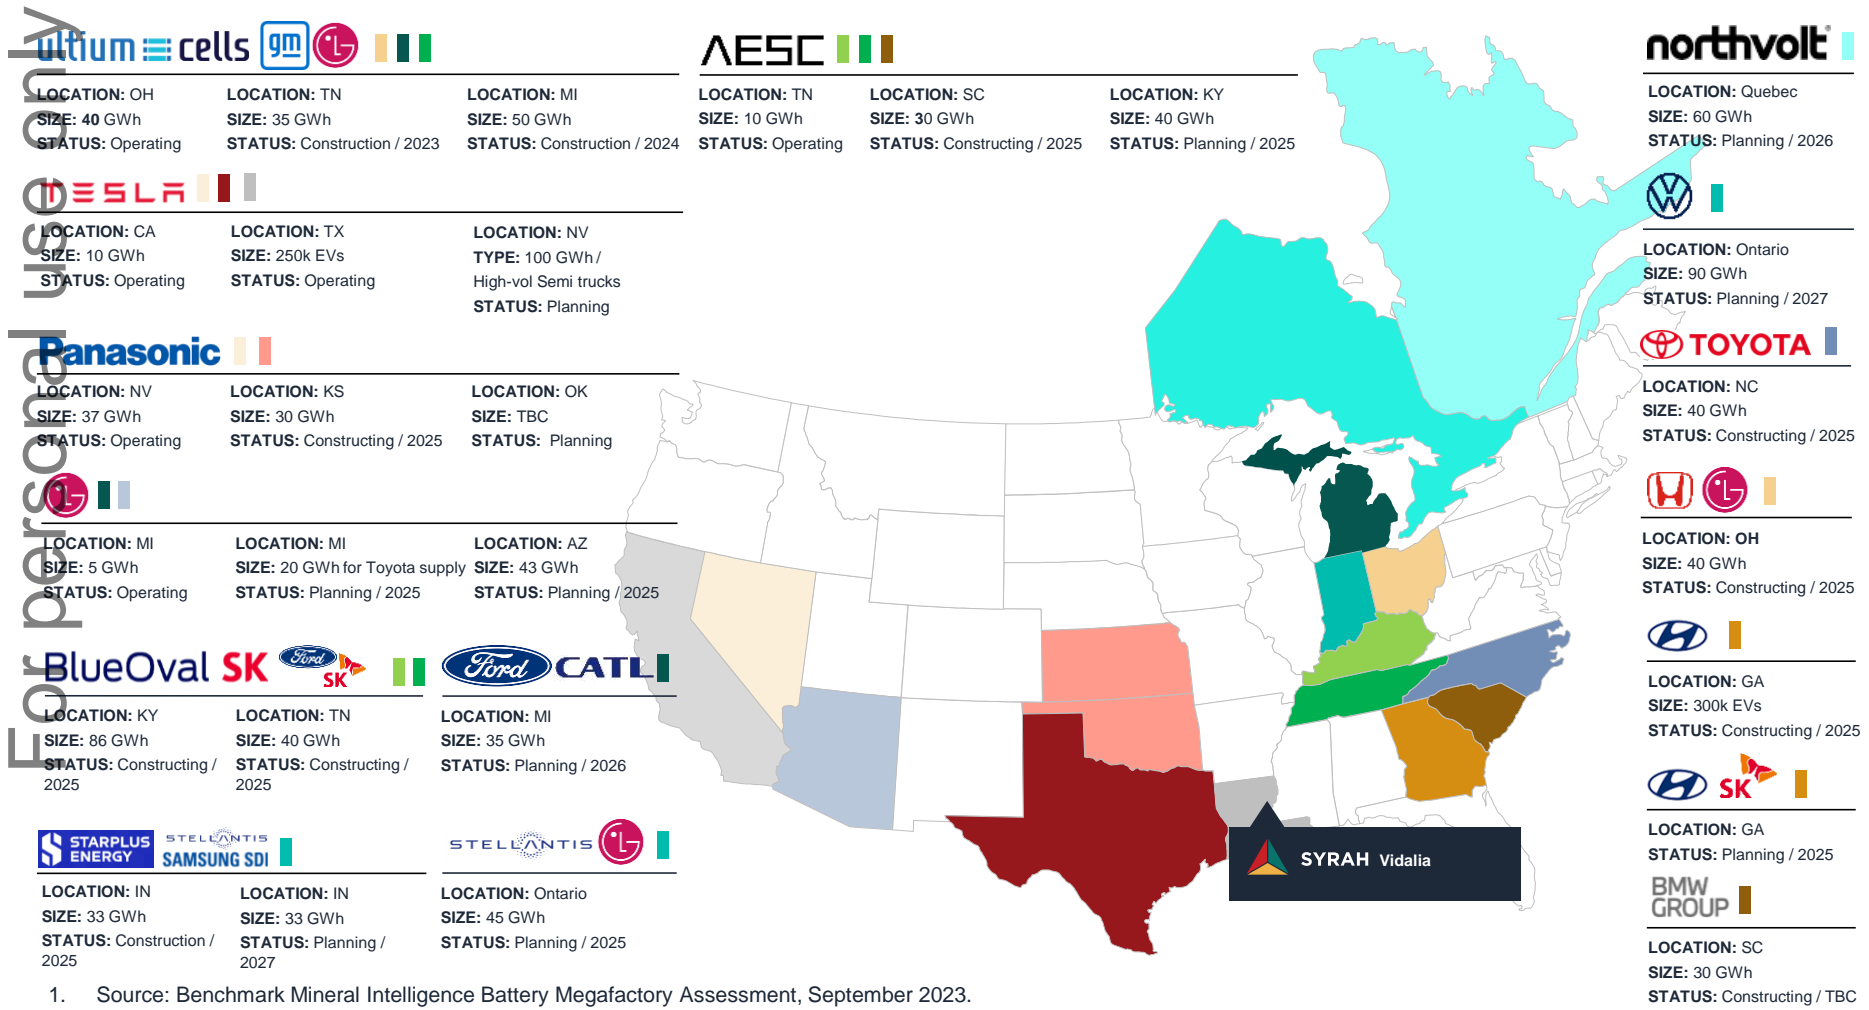 For personal use only
ultium cells gm LG
LOCATION: OH
SIZE: 40 GWh
STATUS: Operating
LOCATION: TN
SIZE: 35 GWh
STATUS: Construction / 2023
LOCATION: MI
SIZE: 50 GWh
STATUS: Construction / 2024
AESC
LOCATION: TN
SIZE: 10 GWh
STATUS: Operating
LOCATION: SC
SIZE: 30 GWh
STATUS: Constructing / 2025
LOCATION: KY
SIZE: 40 GWh
STATUS: Planning / 2025
northvolt
LOCATION: Quebec
SIZE: 60 GWh
STATUS: Planning / 2026
TESLA
LOCATION: CA
SIZE: 10 GWh
STATUS: Operating
LOCATION: TX
SIZE: 250k EVs
STATUS: Operating
LOCATION: NV
TYPE: 100 GWh /
High-vol Semi trucks
STATUS: Planning
VW
LOCATION: Ontario
SIZE: 90 GWh
STATUS: Planning / 2027
Panasonic
LOCATION: NV
SIZE: 37 GWh
STATUS: Operating
LOCATION: KS
SIZE: 30 GWh
STATUS: Constructing / 2025
LOCATION: OK
SIZE: TBC
STATUS: Planning
TOYOTA
LOCATION: NC
SIZE: 40 GWh
STATUS: Constructing / 2025
LG
LOCATION: MI
SIZE: 5 GWh
STATUS: Operating
LOCATION: MI
SIZE: 20 GWh for Toyota supply
STATUS: Planning / 2025
LOCATION: AZ
SIZE: 43 GWh
STATUS: Planning / 2025
LG
LOCATION: OH
SIZE: 40 GWh
STATUS: Constructing / 2025
BlueOval SK Ford SK
LOCATION: KY
SIZE: 86 GWh
STATUS: Constructing /
2025
LOCATION: TN
SIZE: 40 GWh
STATUS: Constructing /
2025
Ford CATL
LOCATION: MI
SIZE: 35 GWh
STATUS: Planning / 2026
LOCATION: GA
SIZE: 300k EVs
STATUS: Constructing / 2025
SK
LOCATION: GA
STATUS: Planning / 2025
STARPLUS
ENERGY
STELLANTIS
SAMSUNG SDI
LOCATION: IN
SIZE: 33 GWh
STATUS: Construction /
2025
LOCATION: IN
SIZE: 33 GWh
STATUS: Planning /
2027
STELLANTIS LG
LOCATION: Ontario
SIZE: 45 GWh
STATUS: Planning / 2025
SYRAH Vidalia
BMW
GROUP
LOCATION: SC
SIZE: 30 GWh
STATUS: Constructing / TBC
1. Source: Benchmark Mineral Intelligence Battery Megafactory Assessment, September 2023.